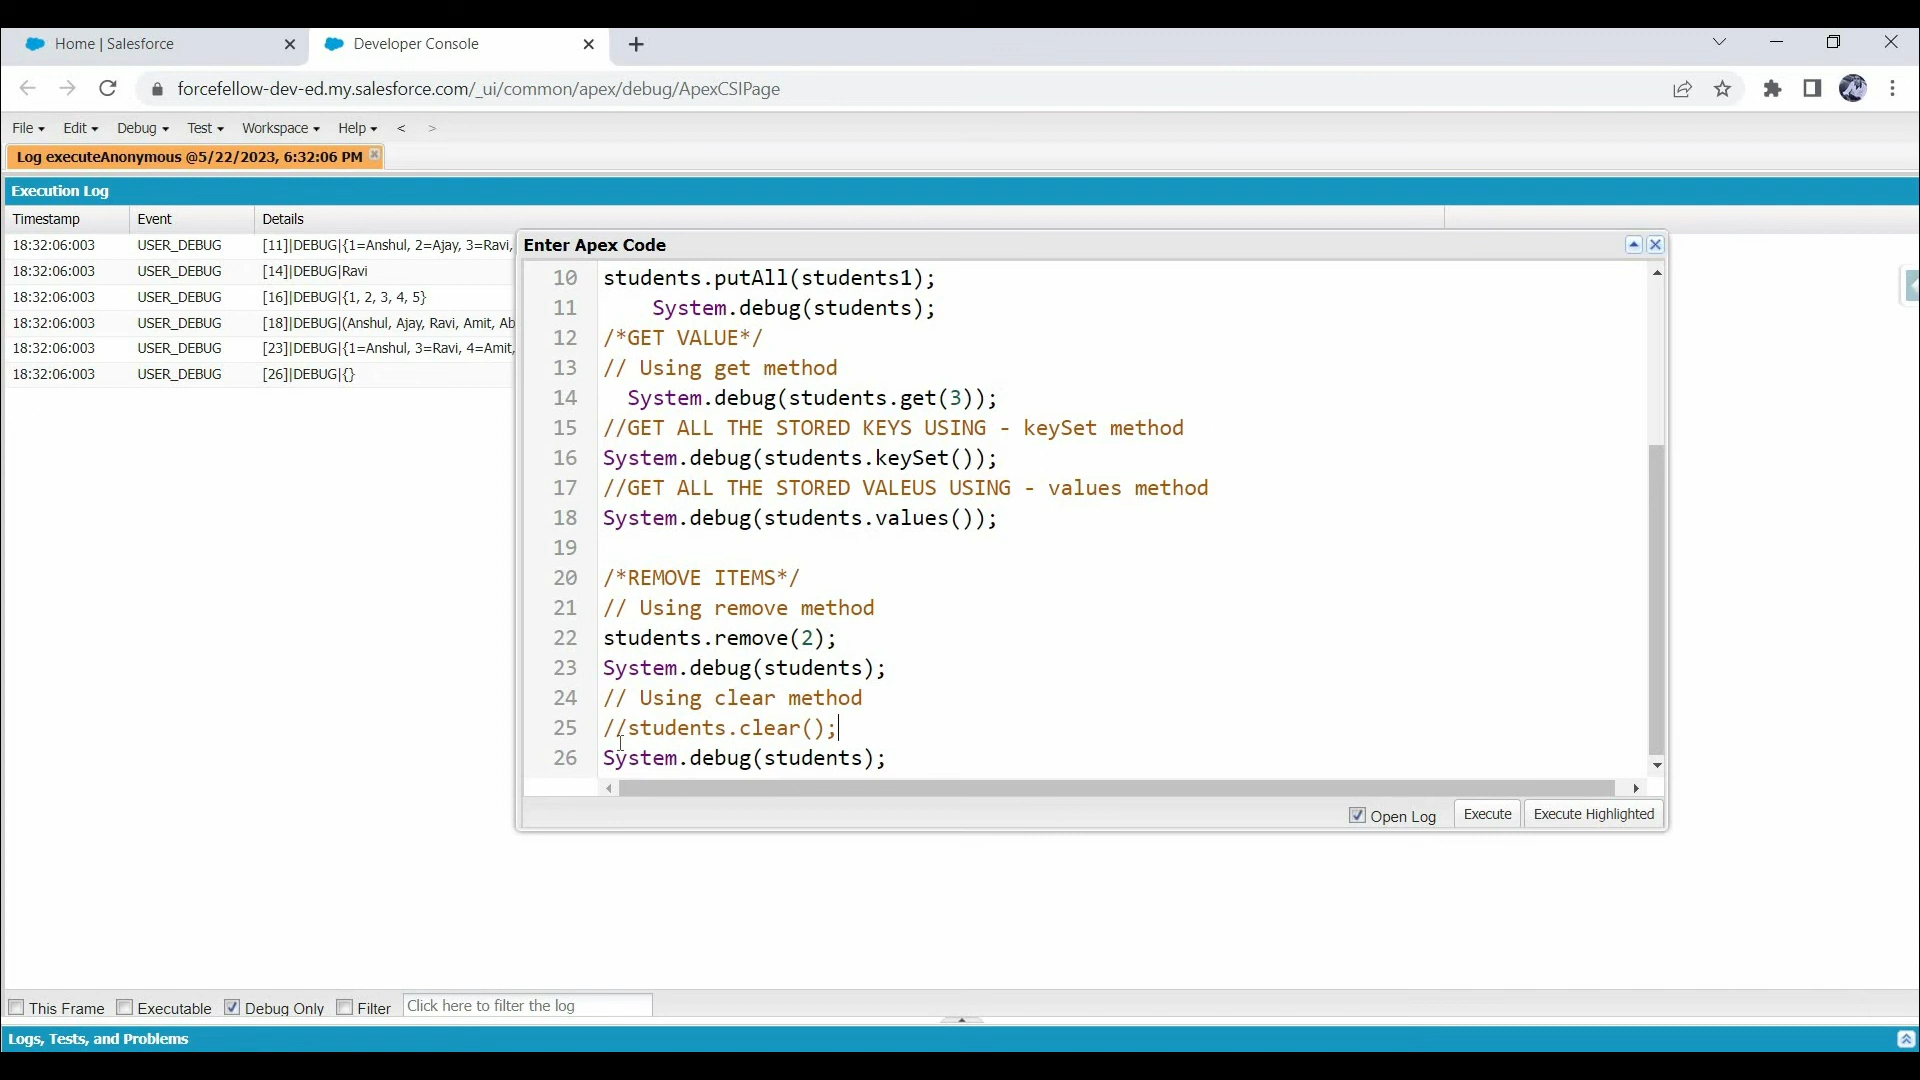 Home | Salesforce
Developer Console
forcefellow-dev-ed.my.salesforce.com/_ui/common/apex/debug/ApexCSIPage
File Edit Debug Test Workspace Help < >
Log executeAnonymous @5/22/2023, 6:32:06 PM
Execution Log
Timestamp Event Details
18:32:06:003 USER_DEBUG [11]|DEBUG|{1=Anshul, 2=Ajay, 3=Ravi,
18:32:06:003 USER_DEBUG [14]|DEBUG|Ravi
18:32:06:003 USER_DEBUG [16]|DEBUG|{1, 2, 3, 4, 5}
18:32:06:003 USER_DEBUG [18]|DEBUG|(Anshul, Ajay, Ravi, Amit, Ab
18:32:06:003 USER_DEBUG [23]|DEBUG|{1=Anshul, 3=Ravi, 4=Amit,
18:32:06:003 USER_DEBUG [26]|DEBUG|{}
Enter Apex Code
10 students.putAll(students1);
11 System.debug(students);
12 /*GET VALUE*/
13 // Using get method
14 System.debug(students.get(3));
15 //GET ALL THE STORED KEYS USING - keySet method
16 System.debug(students.keySet());
17 //GET ALL THE STORED VALEUS USING - values method
18 System.debug(students.values());
19
20 /*REMOVE ITEMS*/
21 // Using remove method
22 students.remove(2);
23 System.debug(students);
24 // Using clear method
25 //students.clear();
26 System.debug(students);
Open Log Execute Execute Highlighted
This Frame Executable Debug Only Filter Click here to filter the log
Logs, Tests, and Problems